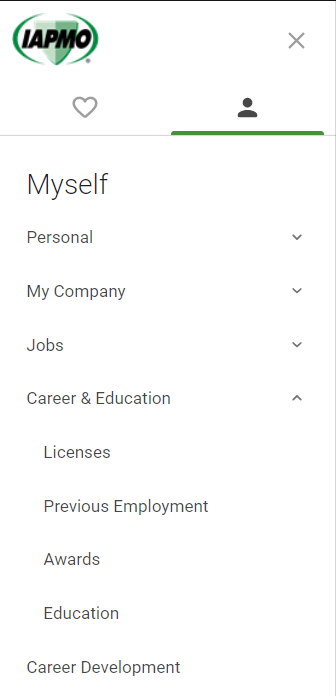 IAPMO
Myself
Personal
My Company
Jobs
Career & Education
Licenses
Previous Employment
Awards
Education
Career Development